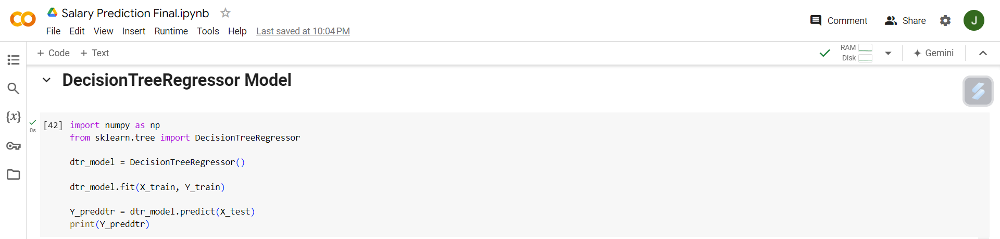 Salary Prediction Final.ipynb
File Edit View Insert Runtime Tools Help Last saved at 10:04 PM
Comment Share J
+ Code + Text
RAM
Disk
Gemini
DecisionTreeRegressor Model
{x}
0s
[42] import numpy as np
from sklearn.tree import DecisionTreeRegressor
dtr_model = DecisionTreeRegressor()
dtr_model.fit(X_train, Y_train)
Y_preddtr = dtr_model.predict(X_test)
print(Y_preddtr)